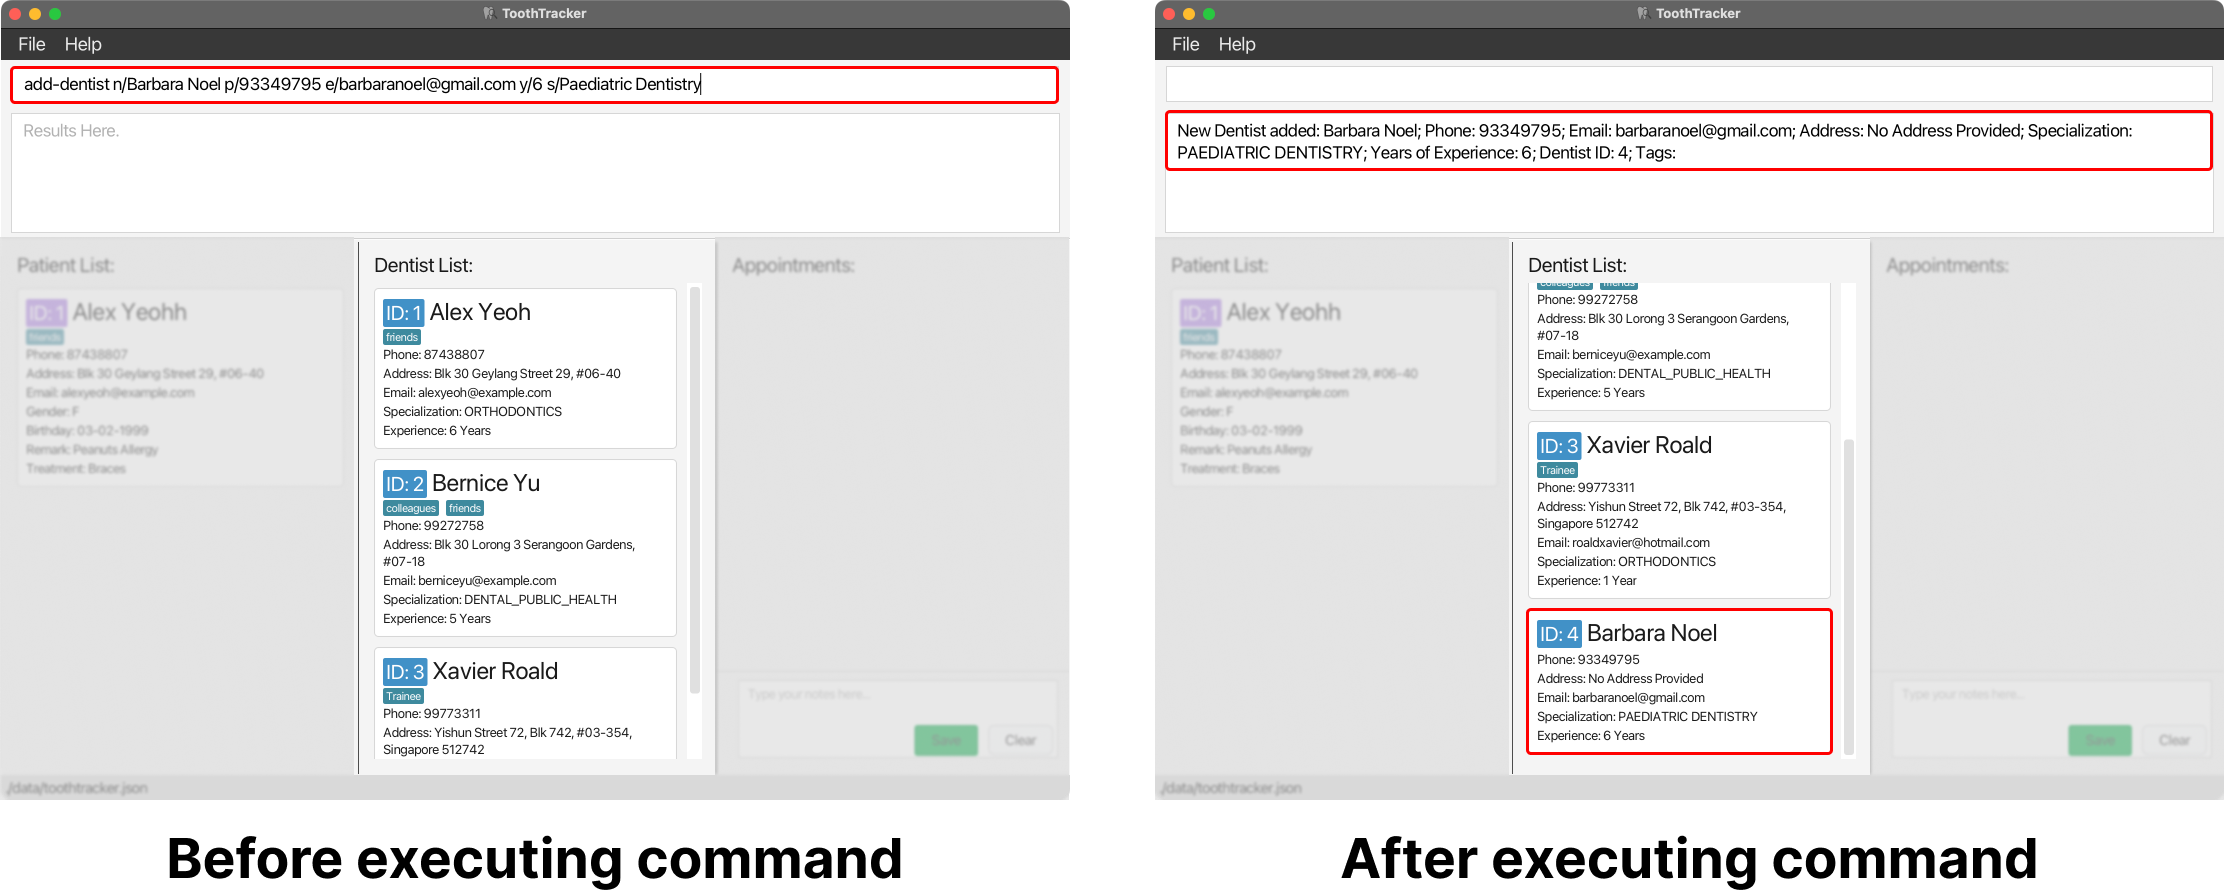 ToothTracker
File Help
add-dentist n/Barbara Noel p/93349795 e/barbaranoel@gmail.com y/6 s/Paediatric Dentistry
Results Here.
Patient List:
ID: 1 Alex Yeohh
friends
Phone: 87438807
Address: Blk 30 Geylang Street 29, #06-40
Email: alexyeoh@example.com
Gender: F
Birthday: 03-02-1999
Remark: Peanuts Allergy
Treatment: Braces
Dentist List:
ID: 1 Alex Yeoh
friends
Phone: 87438807
Address: Blk 30 Geylang Street 29, #06-40
Email: alexyeoh@example.com
Specialization: ORTHODONTICS
Experience: 6 Years
ID: 2 Bernice Yu
colleagues friends
Phone: 99272758
Address: Blk 30 Lorong 3 Serangoon Gardens,
#07-18
Email: berniceyu@example.com
Specialization: DENTAL_PUBLIC_HEALTH
Experience: 5 Years
ID: 3 Xavier Roald
Trainee
Phone: 99773311
Address: Yishun Street 72, Blk 742, #03-354,
Singapore 512742
Appointments:
Type your notes here...
Save Clear
./data/toothtracker.json
Before executing command
ToothTracker
File Help
New Dentist added: Barbara Noel; Phone: 93349795; Email: barbaranoel@gmail.com; Address: No Address Provided; Specialization:
PAEDIATRIC DENTISTRY; Years of Experience: 6; Dentist ID: 4; Tags:
Patient List:
ID: 1 Alex Yeohh
friends
Phone: 87438807
Address: Blk 30 Geylang Street 29, #06-40
Email: alexyeoh@example.com
Gender: F
Birthday: 03-02-1999
Remark: Peanuts Allergy
Treatment: Braces
Dentist List:
colleagues friends
Phone: 99272758
Address: Blk 30 Lorong 3 Serangoon Gardens,
#07-18
Email: berniceyu@example.com
Specialization: DENTAL_PUBLIC_HEALTH
Experience: 5 Years
ID: 3 Xavier Roald
Trainee
Phone: 99773311
Address: Yishun Street 72, Blk 742, #03-354,
Singapore 512742
Email: roaldxavier@hotmail.com
Specialization: ORTHODONTICS
Experience: 1 Year
ID: 4 Barbara Noel
Phone: 93349795
Address: No Address Provided
Email: barbaranoel@gmail.com
Specialization: PAEDIATRIC DENTISTRY
Experience: 6 Years
Appointments:
Type your notes here...
Save Clear
./data/toothtracker.json
After executing command